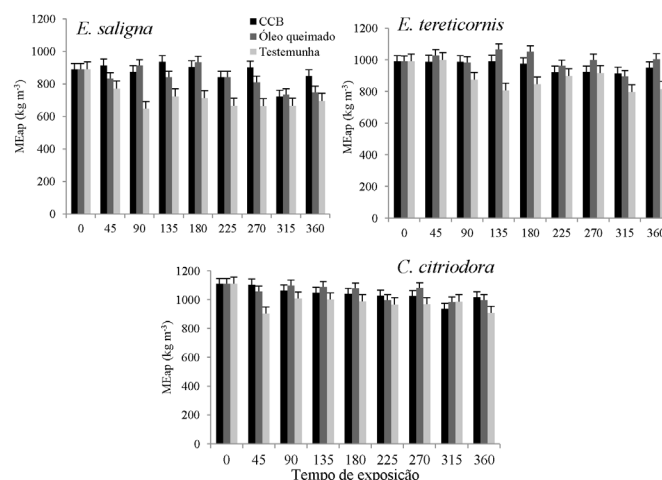 E. saligna
CCB
Óleo queimado
Testemunha
E. tereticornis
MEap (kg m⁻³)
1000
800
600
400
200
0
0 45 90 135 180 225 270 315 360
MEap (kg m⁻³)
1200
1000
800
600
400
200
0
0 45 90 135 180 225 270 315 360
C. citriodora
MEap (kg m⁻³)
1200
1000
800
600
400
200
0
0 45 90 135 180 225 270 315 360
Tempo de exposição